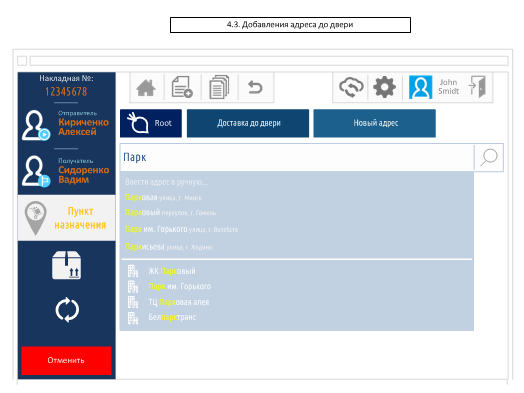 4.3. Добавления адреса до двери
Накладная №:
12345678
Отправитель
Кириченко
Алексей
Получатель
Сидоренко
Вадим
Пункт
назначения
Отменить
John
Smidt
Root
Доставка до двери
Новый адрес
Парк
Ввести адрес в ручную...
Парковая улица, г. Минск
Парковый переулок, г. Гомель
Парк им. Горького улица, г. Витебск
Паркисьева улица, г.
ЖК Парковый
Парк им. Горького
ТЦ Парковая алея
Белпарктранс